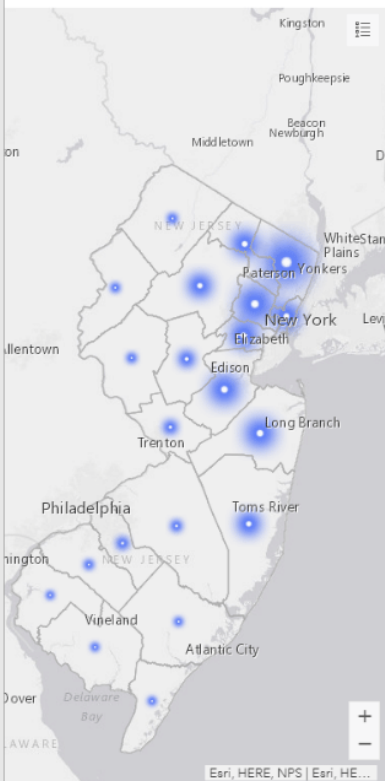 Kingston
Poughkeepsie
Beacon
Newburgh
Middletown
on
D
NEW JERSEY
White
Stan
Plains
Paterson
Yonkers
New York
Lev
Elizabeth
llentown
Edison
Long Branch
Trenton
Toms River
Philadelphia
NEW JERSEY
nington
Vineland
Atlantic City
Dover
Delaware
Bay
LAWARE
+
−
Esri, HERE, NPS | Esri, HE...